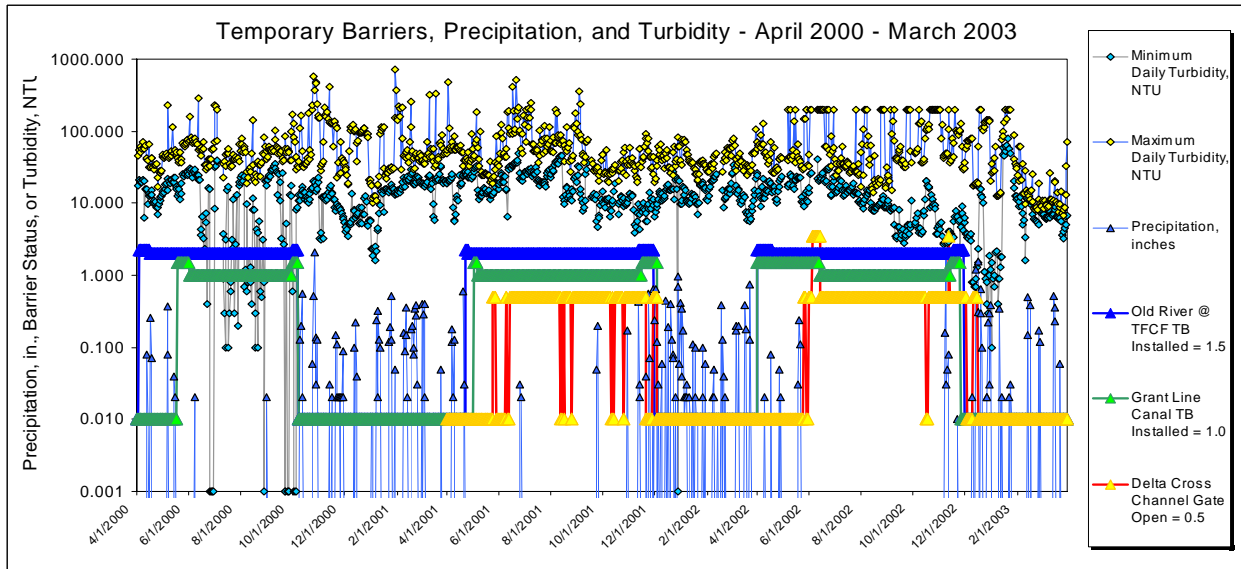 Temporary Barriers, Precipitation, and Turbidity - April 2000 - March 2003
Precipitation, in., Barrier Status, or Turbidity, NTU
1000.000
100.000
10.000
1.000
0.100
0.010
0.001
4/1/2000
6/1/2000
8/1/2000
10/1/2000
12/1/2000
2/1/2001
4/1/2001
6/1/2001
8/1/2001
10/1/2001
12/1/2001
2/1/2002
4/1/2002
6/1/2002
8/1/2002
10/1/2002
12/1/2002
2/1/2003
Minimum
Daily Turbidity,
NTU
Maximum
Daily Turbidity,
NTU
Precipitation,
inches
Old River @
TFCF TB
Installed = 1.5
Grant Line
Canal TB
Installed = 1.0
Delta Cross
Channel Gate
Open = 0.5